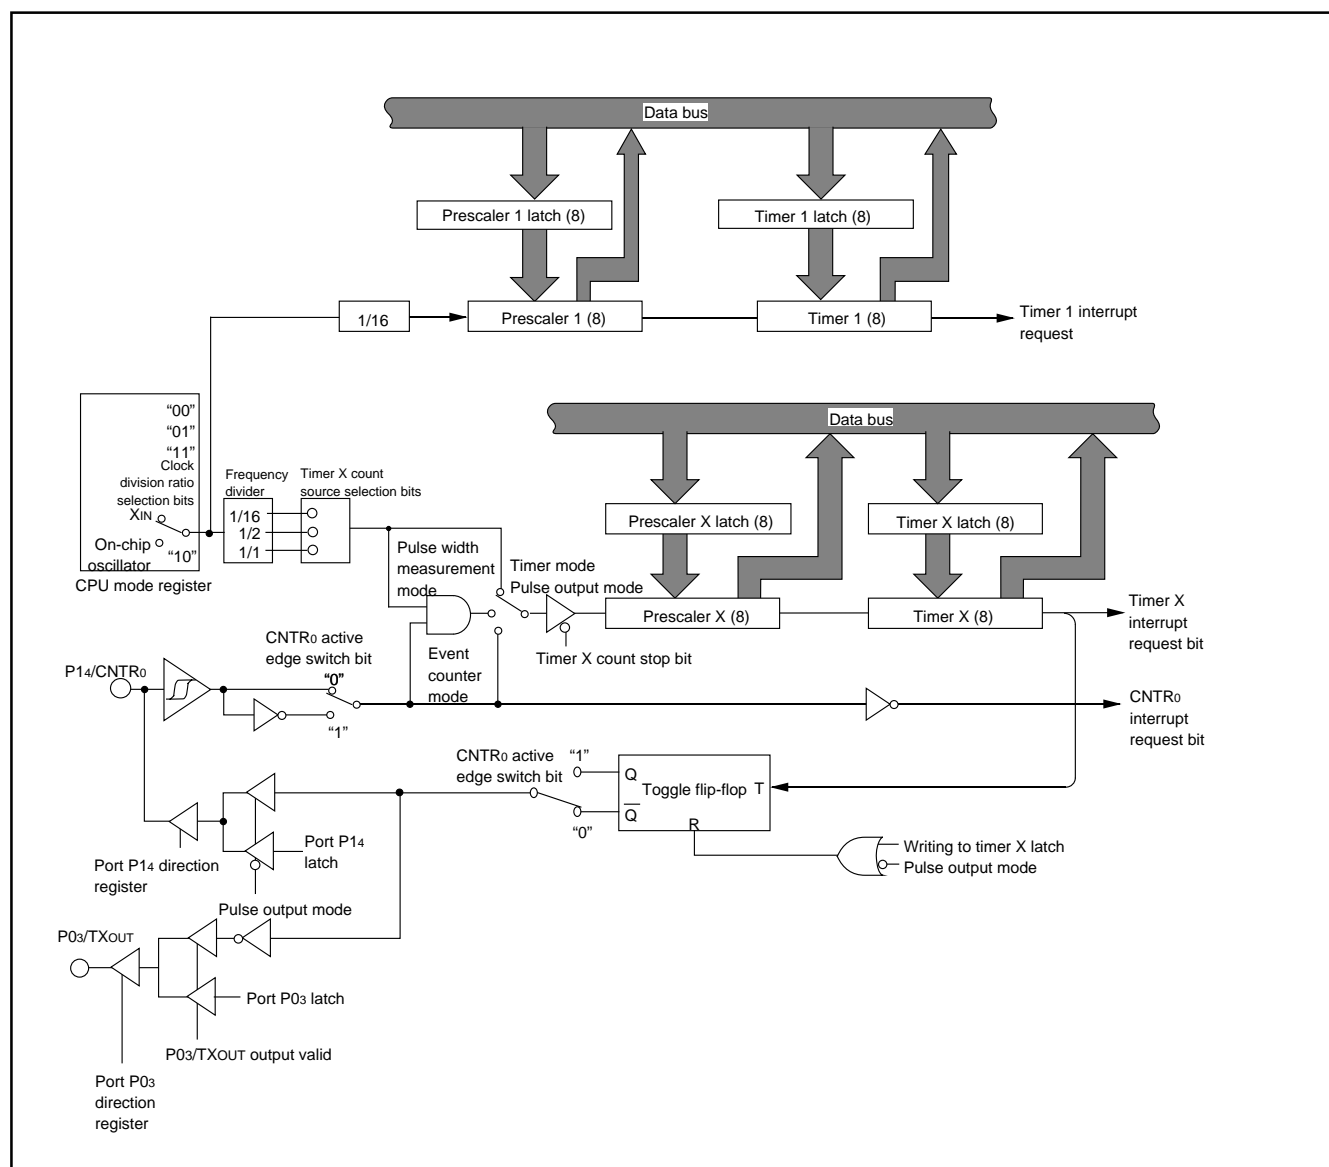 Data bus
Prescaler 1 latch (8)
Timer 1 latch (8)
1/16
Prescaler 1 (8)
Timer 1 (8)
Timer 1 interrupt
request
“00”
“01”
“11”
Clock
division ratio
selection bits
XIN
On-chip
oscillator
“10”
CPU mode register
Frequency
divider
1/16
1/2
1/1
Timer X count
source selection bits
Data bus
Prescaler X latch (8)
Timer X latch (8)
Pulse width
measurement
mode
Timer mode
Pulse output mode
Prescaler X (8)
Timer X (8)
Timer X
interrupt
request bit
Timer X count stop bit
CNTR0 active
edge switch bit
“0”
“1”
P14/CNTR0
Event
counter
mode
CNTR0
interrupt
request bit
CNTR0 active
edge switch bit
“1”
“0”
Q
Toggle flip-flop
T
Q
R
Writing to timer X latch
Pulse output mode
Port P14
latch
Port P14 direction
register
Pulse output mode
P03/TXOUT
Port P03 latch
P03/TXOUT output valid
Port P03
direction
register